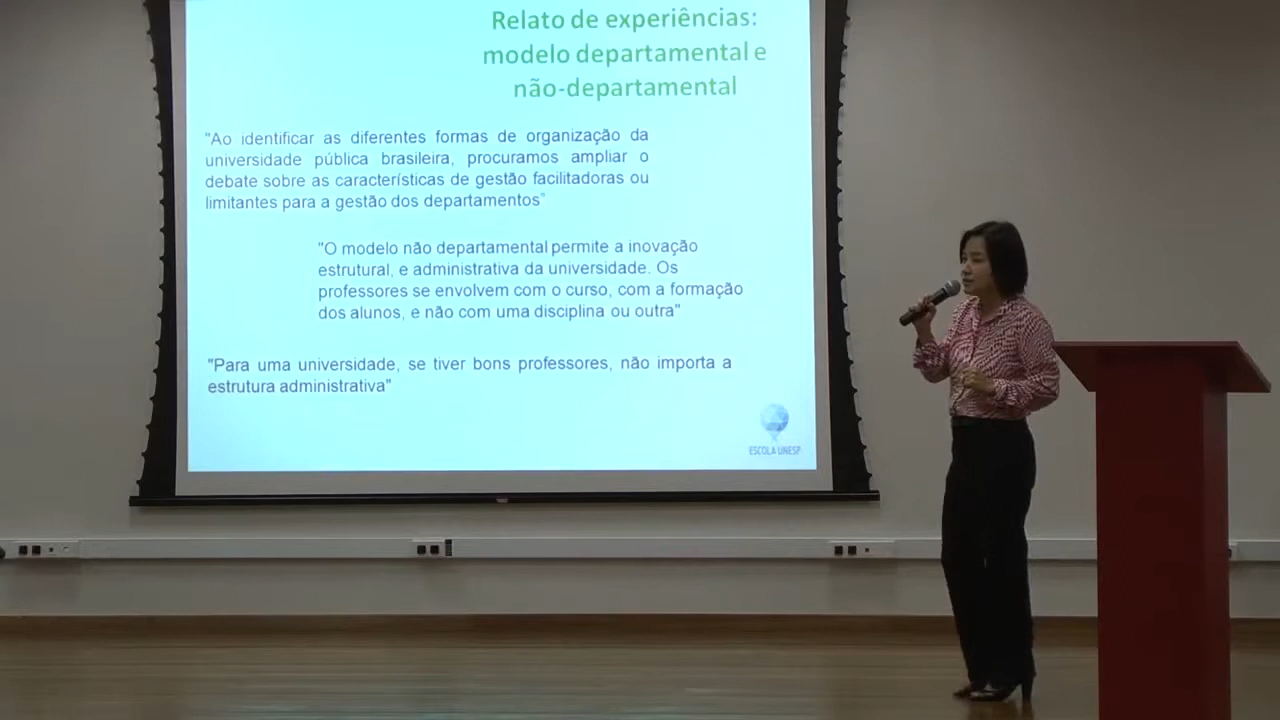 Relato de experiências:
modelo departamental e
não-departamental
"Ao identificar as diferentes formas de organização da
universidade pública brasileira, procuramos ampliar o
debate sobre as características de gestão facilitadoras ou
limitantes para a gestão dos departamentos"
"O modelo não departamental permite a inovação
estrutural, e administrativa da universidade. Os
professores se envolvem com o curso, com a formação
dos alunos, e não com uma disciplina ou outra"
"Para uma universidade, se tiver bons professores, não importa a
estrutura administrativa"
ESCOLA UNESP